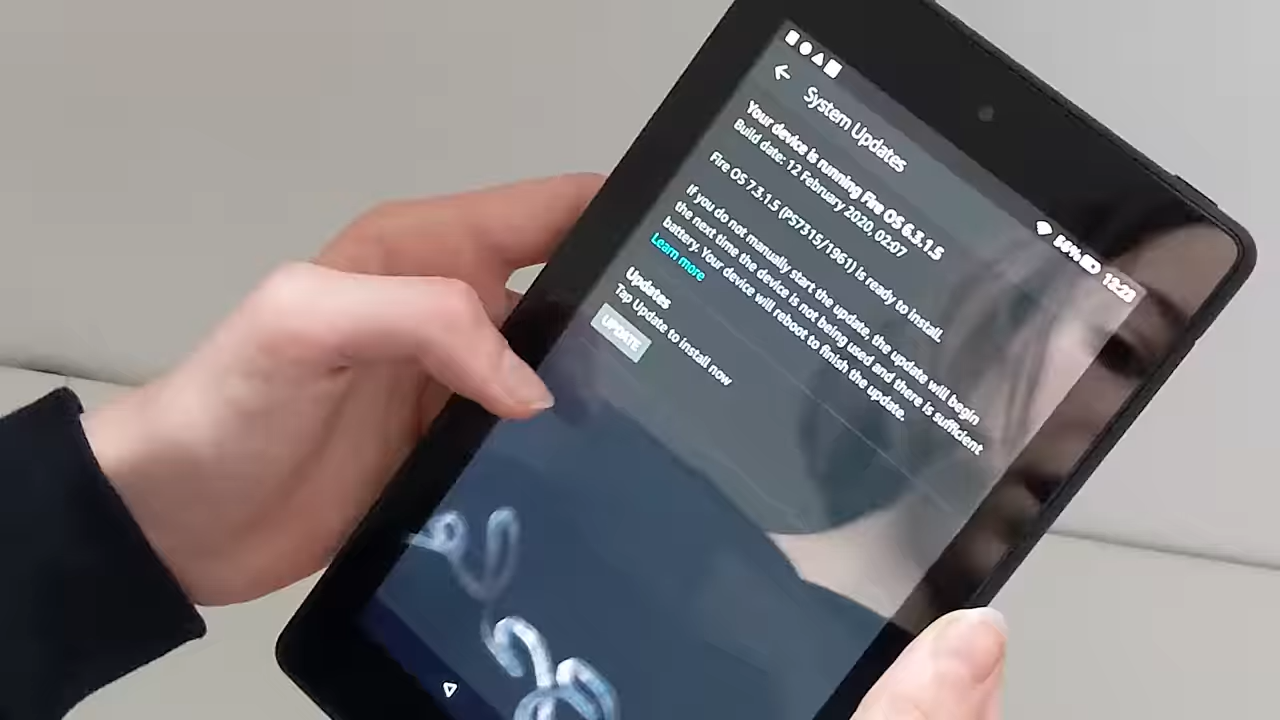 56% 13:23
System Updates
Your device is running Fire OS 6.3.1.5
Build date: 12 February 2020, 02:07
Fire OS 7.3.1.5 (PS7315/1961) is ready to install.
If you do not manually start the update, the update will begin
the next time the device is not being used and there is sufficient
battery. Your device will reboot to finish the update.
Learn more
Updates
Tap Update to install now
UPDATE